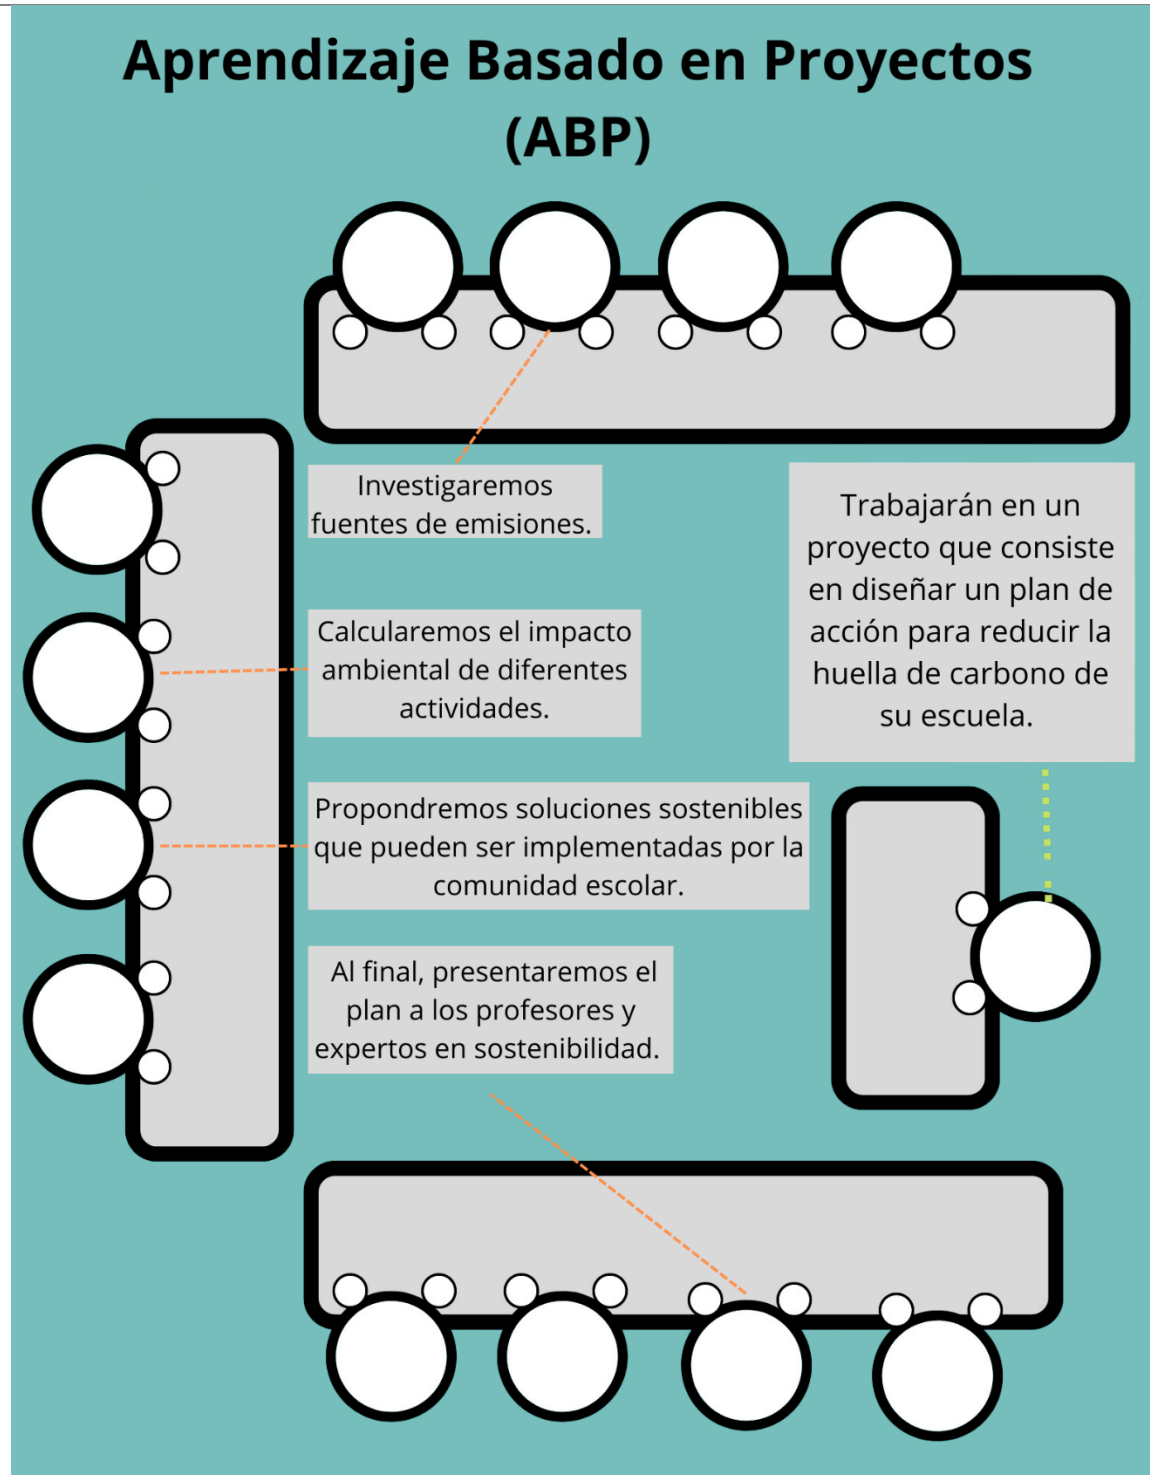 Aprendizaje Basado en Proyectos
(ABP)
Investigaremos
fuentes de emisiones.
Trabajarán en un
proyecto que consiste
en diseñar un plan de
acción para reducir la
huella de carbono de
su escuela.
Calcularemos el impacto
ambiental de diferentes
actividades.
Propondremos soluciones sostenibles
que pueden ser implementadas por la
comunidad escolar.
Al final, presentaremos el
plan a los profesores y
expertos en sostenibilidad.